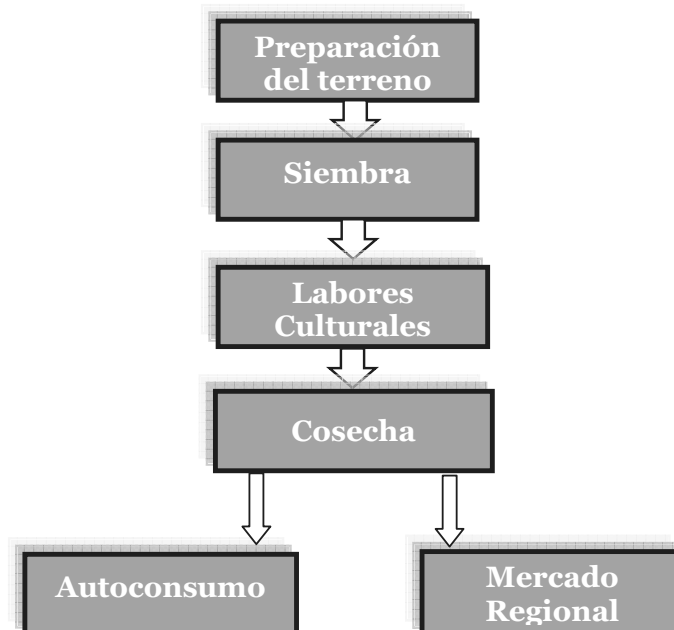 Preparación
del terreno
Siembra
Labores
Culturales
Cosecha
Autoconsumo
Mercado
Regional